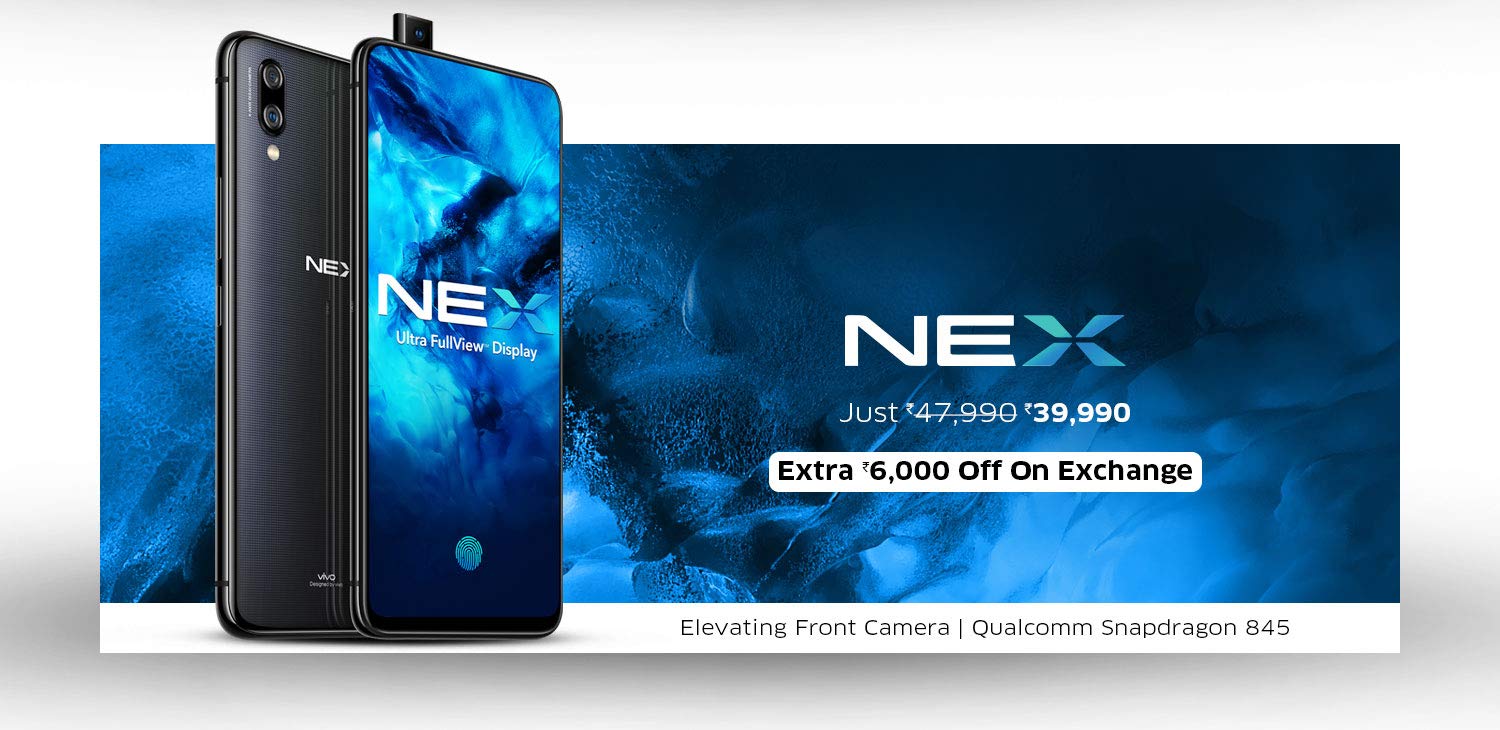 NEX
vivo
NEX
Ultra FullView Display
NEX
Just ₹47,990 ₹39,990
Extra ₹6,000 Off On Exchange
Elevating Front Camera | Qualcomm Snapdragon 845